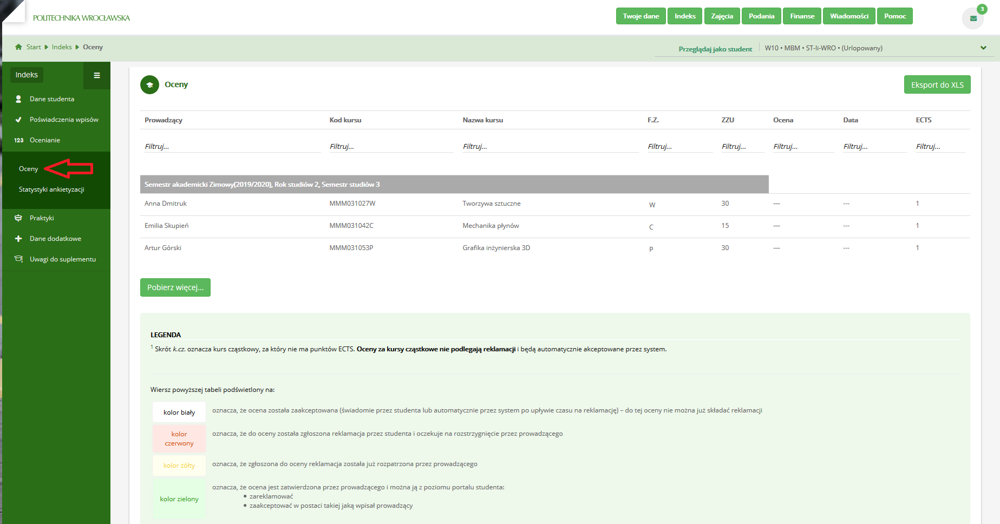 POLITECHNIKA WROCŁAWSKA
Twoje dane Indeks Zajęcia Podania Finanse Wiadomości Pomoc 3
Start Indeks Oceny
Przeglądaj jako student W10 • MBM • ST-Ii-WRO • (Urlopowany)
Indeks
Dane studenta
Poświadczenia wpisów
123 Ocenianie
Oceny
Statystyki ankietyzacji
Praktyki
Dane dodatkowe
Uwagi do suplementu
Oceny
Eksport do XLS
Prowadzący Kod kursu Nazwa kursu F.Z. ZZU Ocena Data ECTS
Filtruj... Filtruj... Filtruj... Filtruj... Filtruj... Filtruj... Filtruj... Filtruj...
Semestr akademicki Zimowy(2019/2020), Rok studiów 2, Semestr studiów 3
Anna Dmitruk MMM031027W Tworzywa sztuczne W 30 --- --- 1
Emilia Skupień MMM031042C Mechanika płynów C 15 --- --- 1
Artur Górski MMM031053P Grafika inżynierska 3D P 30 --- --- 1
Pobierz więcej...
LEGENDA
1 Skrót k.cz. oznacza kurs cząstkowy, za który nie ma punktów ECTS. Oceny za kursy cząstkowe nie podlegają reklamacji i będą automatycznie akceptowane przez system.
Wiersz powyższej tabeli podświetlony na:
kolor biały oznacza, że ocena została zaakceptowana (świadomie przez studenta lub automatycznie przez system po upływie czasu na reklamację) – do tej oceny nie można już składać reklamacji
kolor czerwony oznacza, że do oceny została zgłoszona reklamacja przez studenta i oczekuje na rozstrzygnięcie przez prowadzącego
kolor żółty oznacza, że zgłoszona do oceny reklamacja została już rozpatrzona przez prowadzącego
kolor zielony oznacza, że ocena jest zatwierdzona przez prowadzącego i można ją z poziomu portalu studenta:
• zareklamować
• zaakceptować w postaci takiej jaką wpisał prowadzący